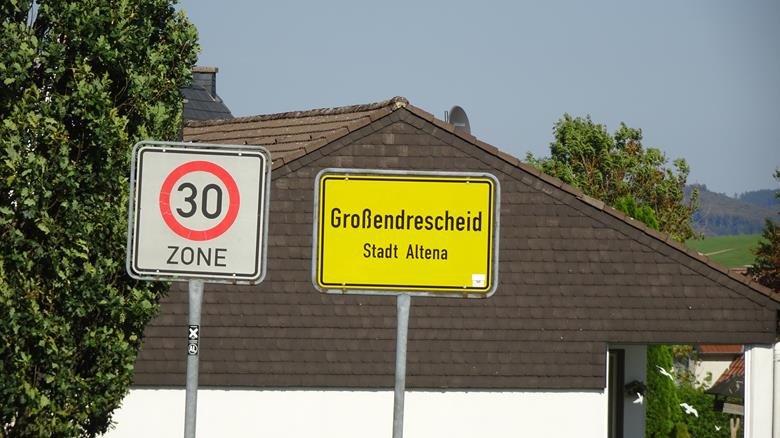 30
ZONE
Großendrescheid
Stadt Altena